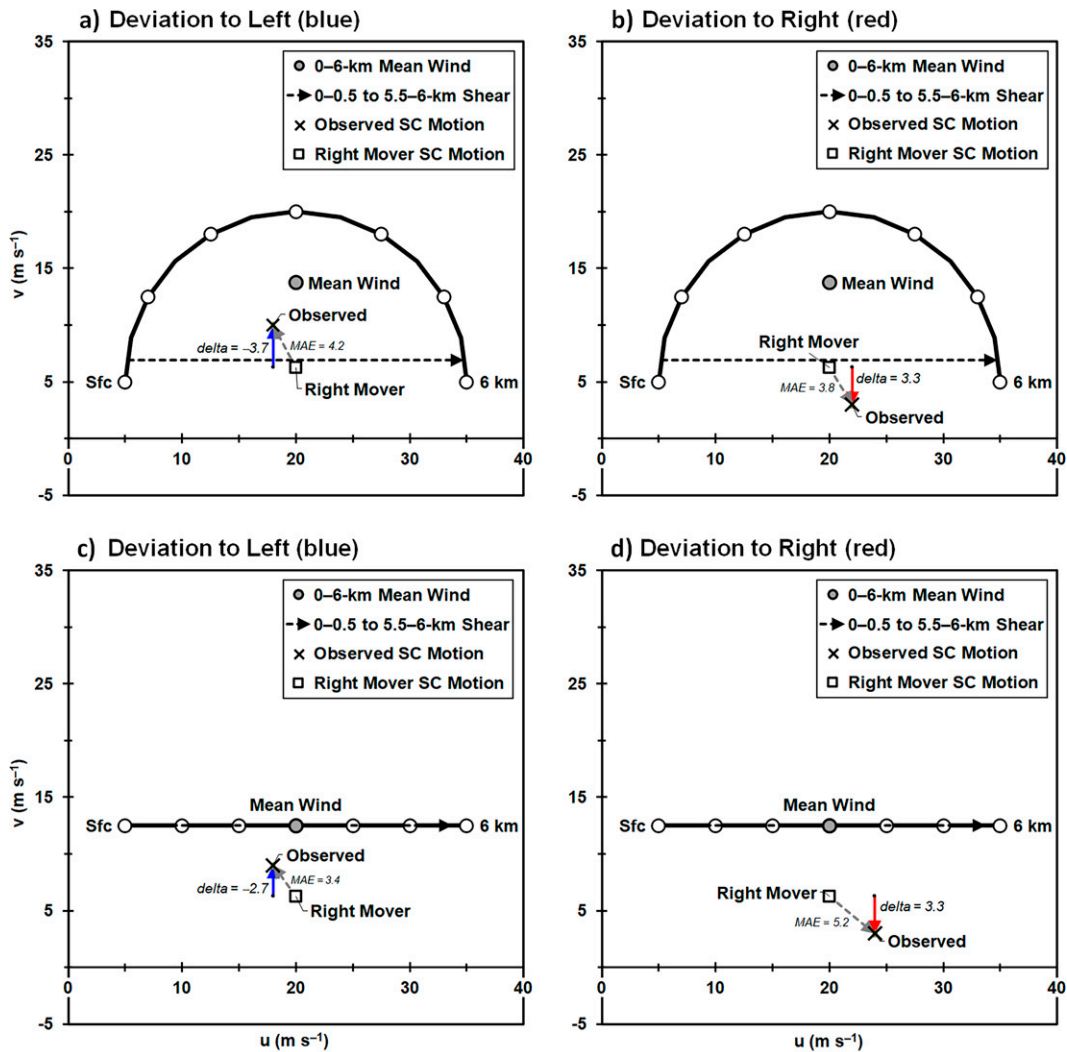 a) Deviation to Left (blue)
35
25
15
5
-5
0
10
20
30
40
v (m s⁻¹)
0–6-km Mean Wind
0–0.5 to 5.5–6-km Shear
Observed SC Motion
Right Mover SC Motion
Mean Wind
Observed
delta = –3.7
MAE = 4.2
Right Mover
Sfc
6 km
b) Deviation to Right (red)
35
25
15
5
-5
0
10
20
30
40
0–6-km Mean Wind
0–0.5 to 5.5–6-km Shear
Observed SC Motion
Right Mover SC Motion
Mean Wind
Right Mover
delta = 3.3
MAE = 3.8
Observed
Sfc
6 km
c) Deviation to Left (blue)
35
25
15
5
-5
0
10
20
30
40
v (m s⁻¹)
u (m s⁻¹)
0–6-km Mean Wind
0–0.5 to 5.5–6-km Shear
Observed SC Motion
Right Mover SC Motion
Mean Wind
Sfc
6 km
Observed
delta = –2.7
MAE = 3.4
Right Mover
d) Deviation to Right (red)
35
25
15
5
-5
0
10
20
30
40
u (m s⁻¹)
0–6-km Mean Wind
0–0.5 to 5.5–6-km Shear
Observed SC Motion
Right Mover SC Motion
Mean Wind
Sfc
6 km
Right Mover
delta = 3.3
MAE = 5.2
Observed